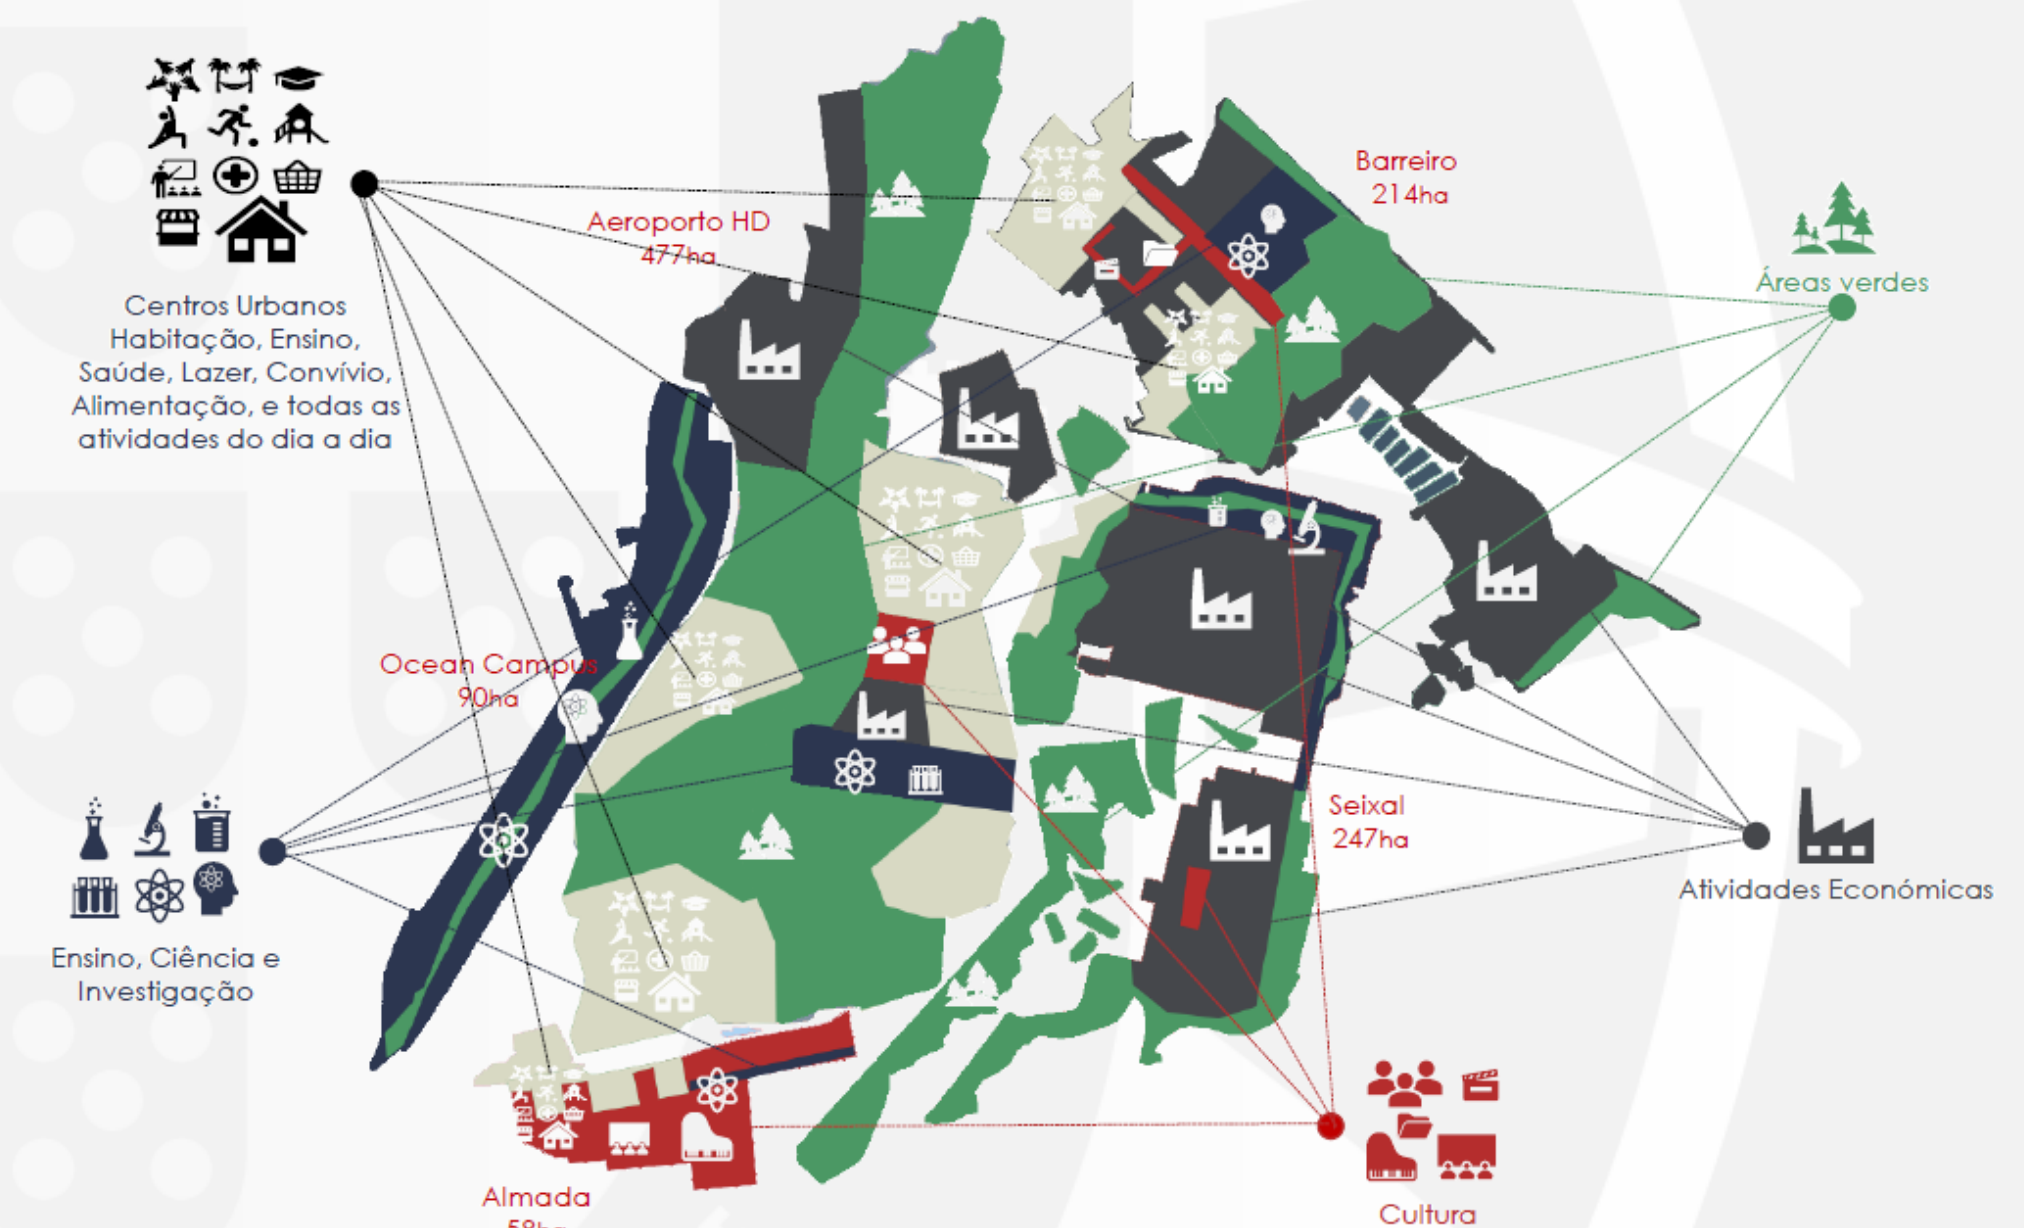 Barreiro
214ha
Aeroporto HD
477ha
Áreas verdes
Centros Urbanos
Habitação, Ensino,
Saúde, Lazer, Convívio,
Alimentação, e todas as
atividades do dia a dia
Ocean Campus
90ha
Seixal
247ha
Atividades Económicas
Ensino, Ciência e
Investigação
Almada
58ha
Cultura